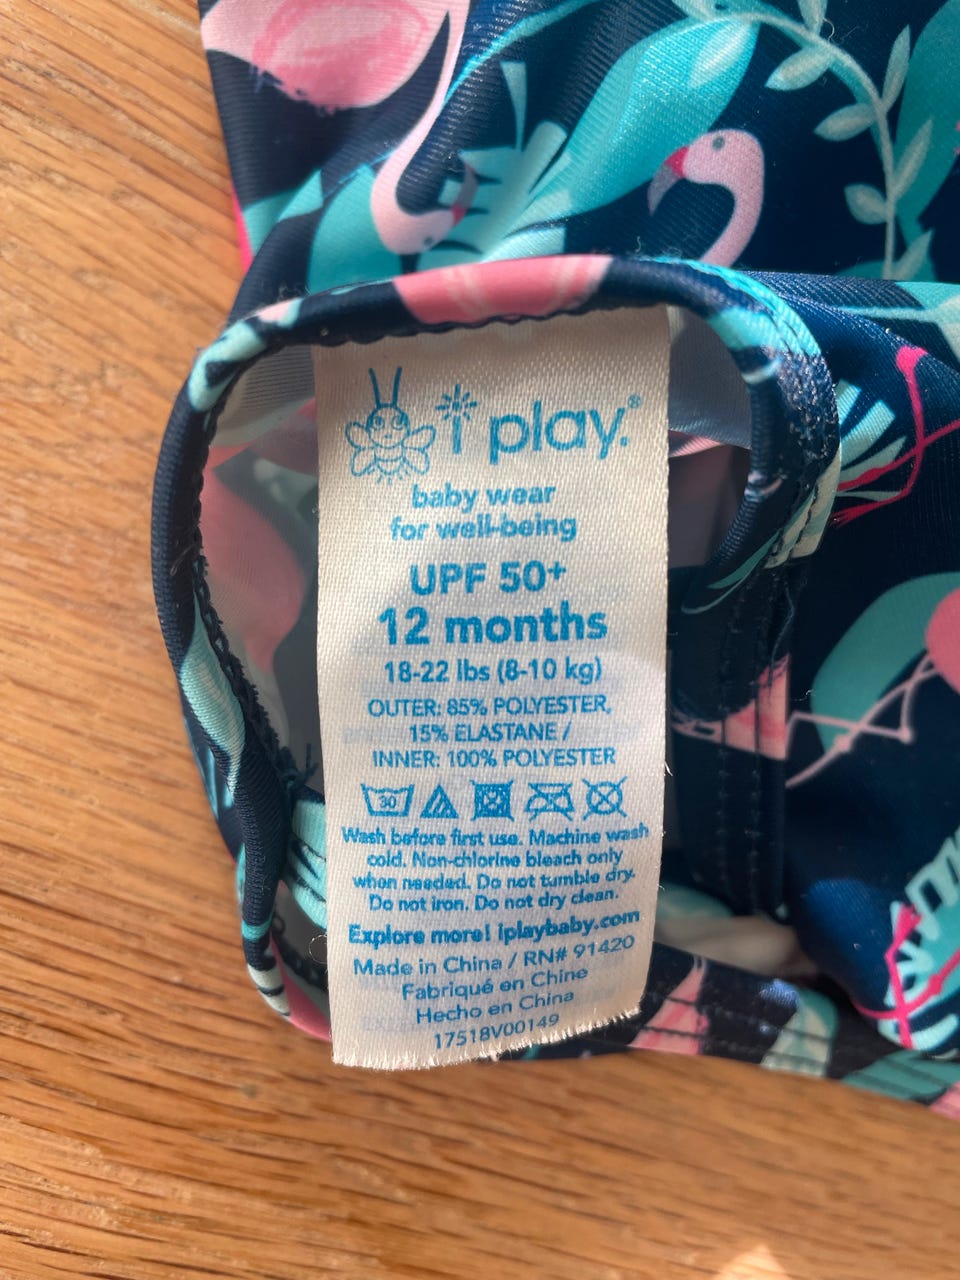 i play.®
baby wear
for well-being
UPF 50+
12 months
18-22 lbs (8-10 kg)
OUTER: 85% POLYESTER,
15% ELASTANE /
INNER: 100% POLYESTER
30
Wash before first use. Machine wash
cold. Non-chlorine bleach only
when needed. Do not tumble dry.
Do not iron. Do not dry clean.
Explore more! iplaybaby.com
Made in China / RN# 91420
Fabriqué en Chine
Hecho en China
17518V00149